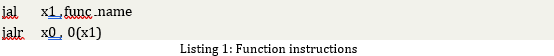 jal x1,func_name
jalr x0, 0(x1)
Listing 1: Function instructions